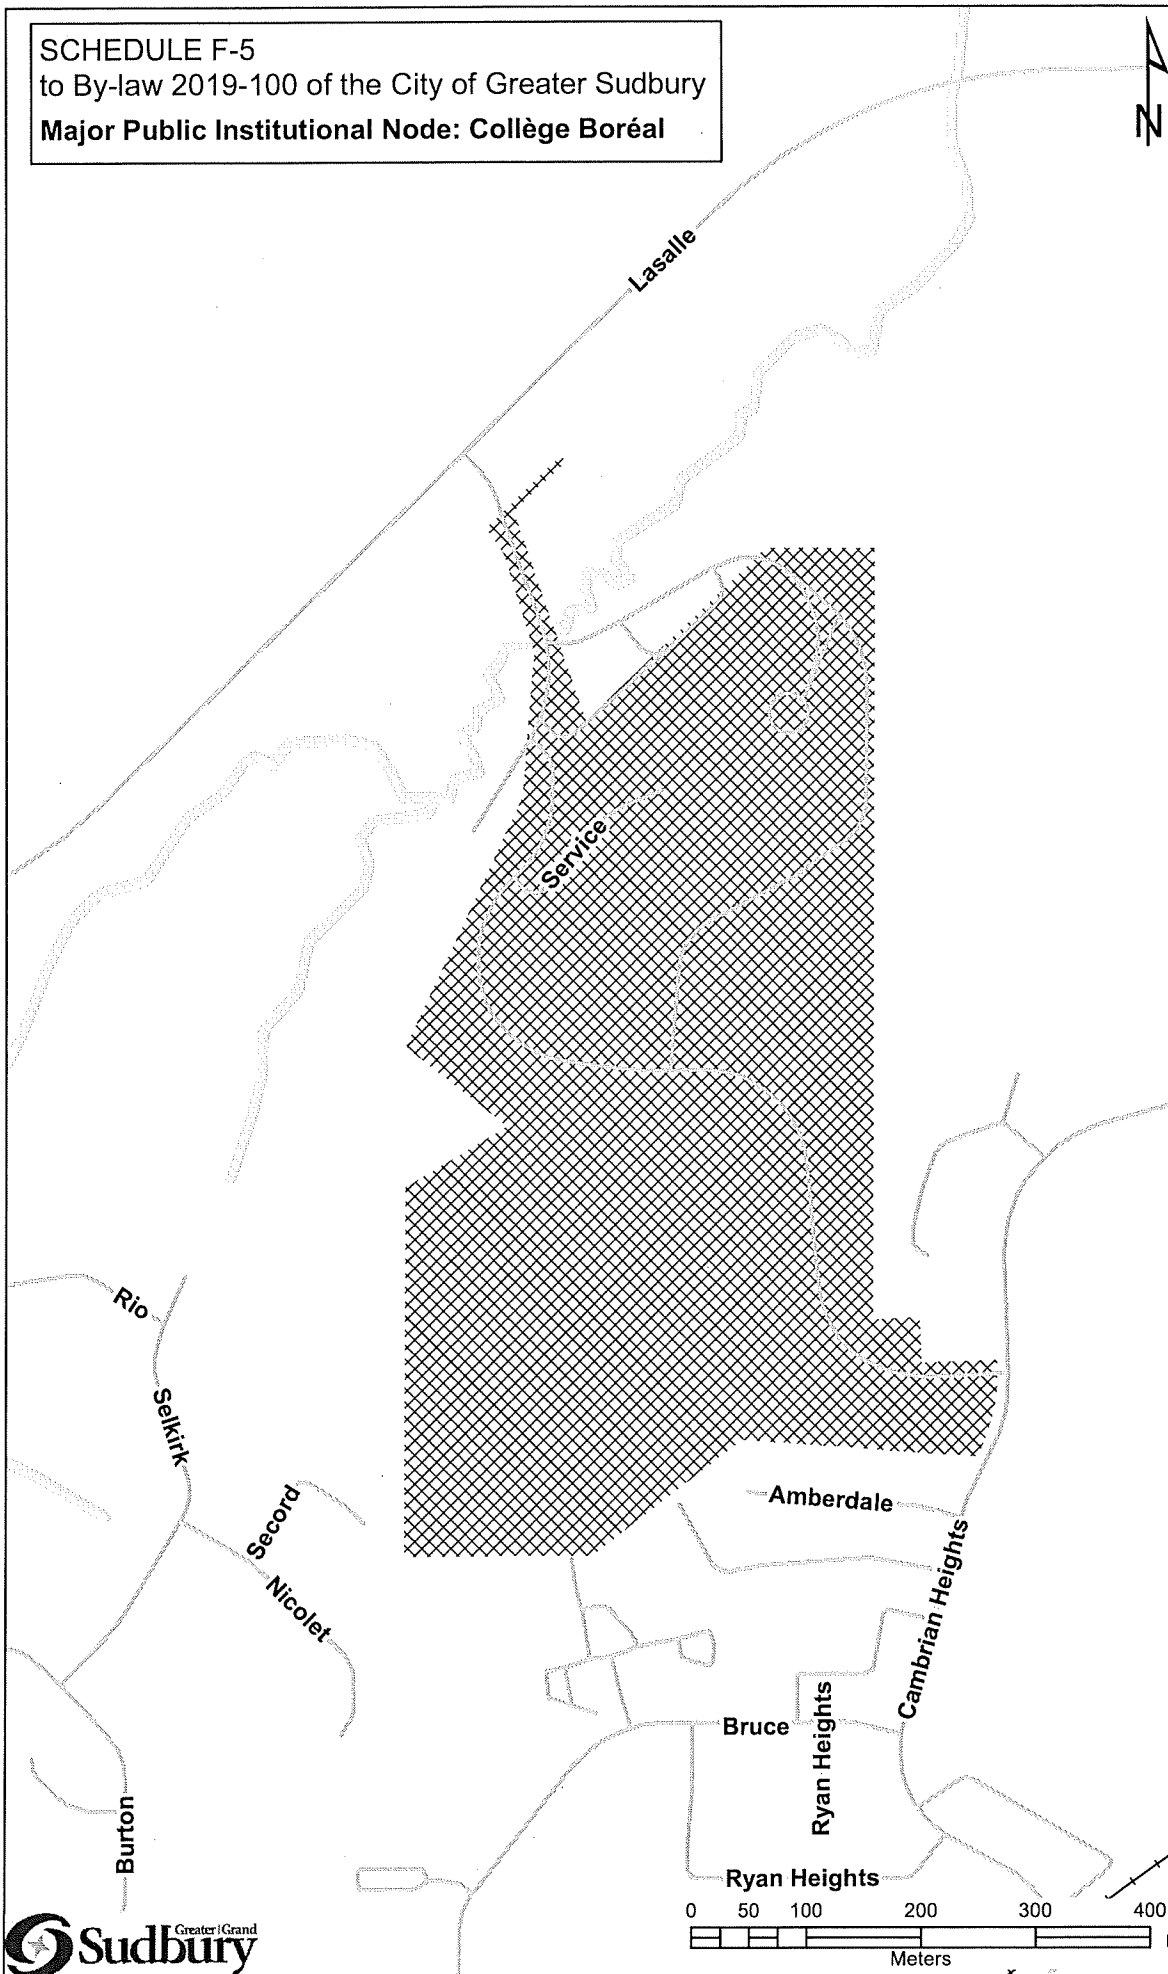 SCHEDULE F-5
to By-law 2019-100 of the City of Greater Sudbury
Major Public Institutional Node: Collège Boréal
N
Lasalle
Service
Rio
Selkirk
Secord
Nicolet
Amberdale
Cambrian Heights
Bruce
Ryan Heights
Burton
Ryan Heights
Greater | Grand
Sudbury
0 50 100 200 300 400
Meters